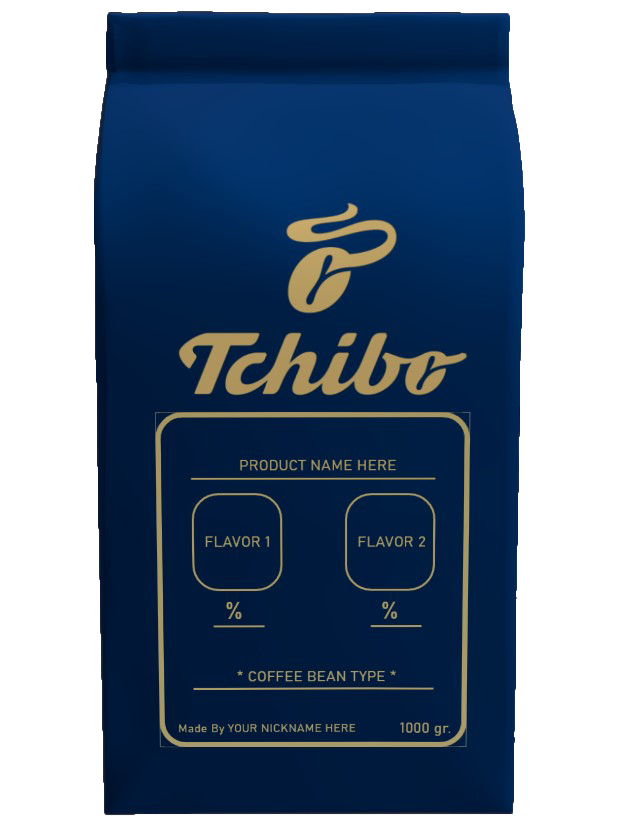 Tchibo
PRODUCT NAME HERE
FLAVOR 1 FLAVOR 2
% %
* COFFEE BEAN TYPE *
Made By YOUR NICKNAME HERE 1000 gr.